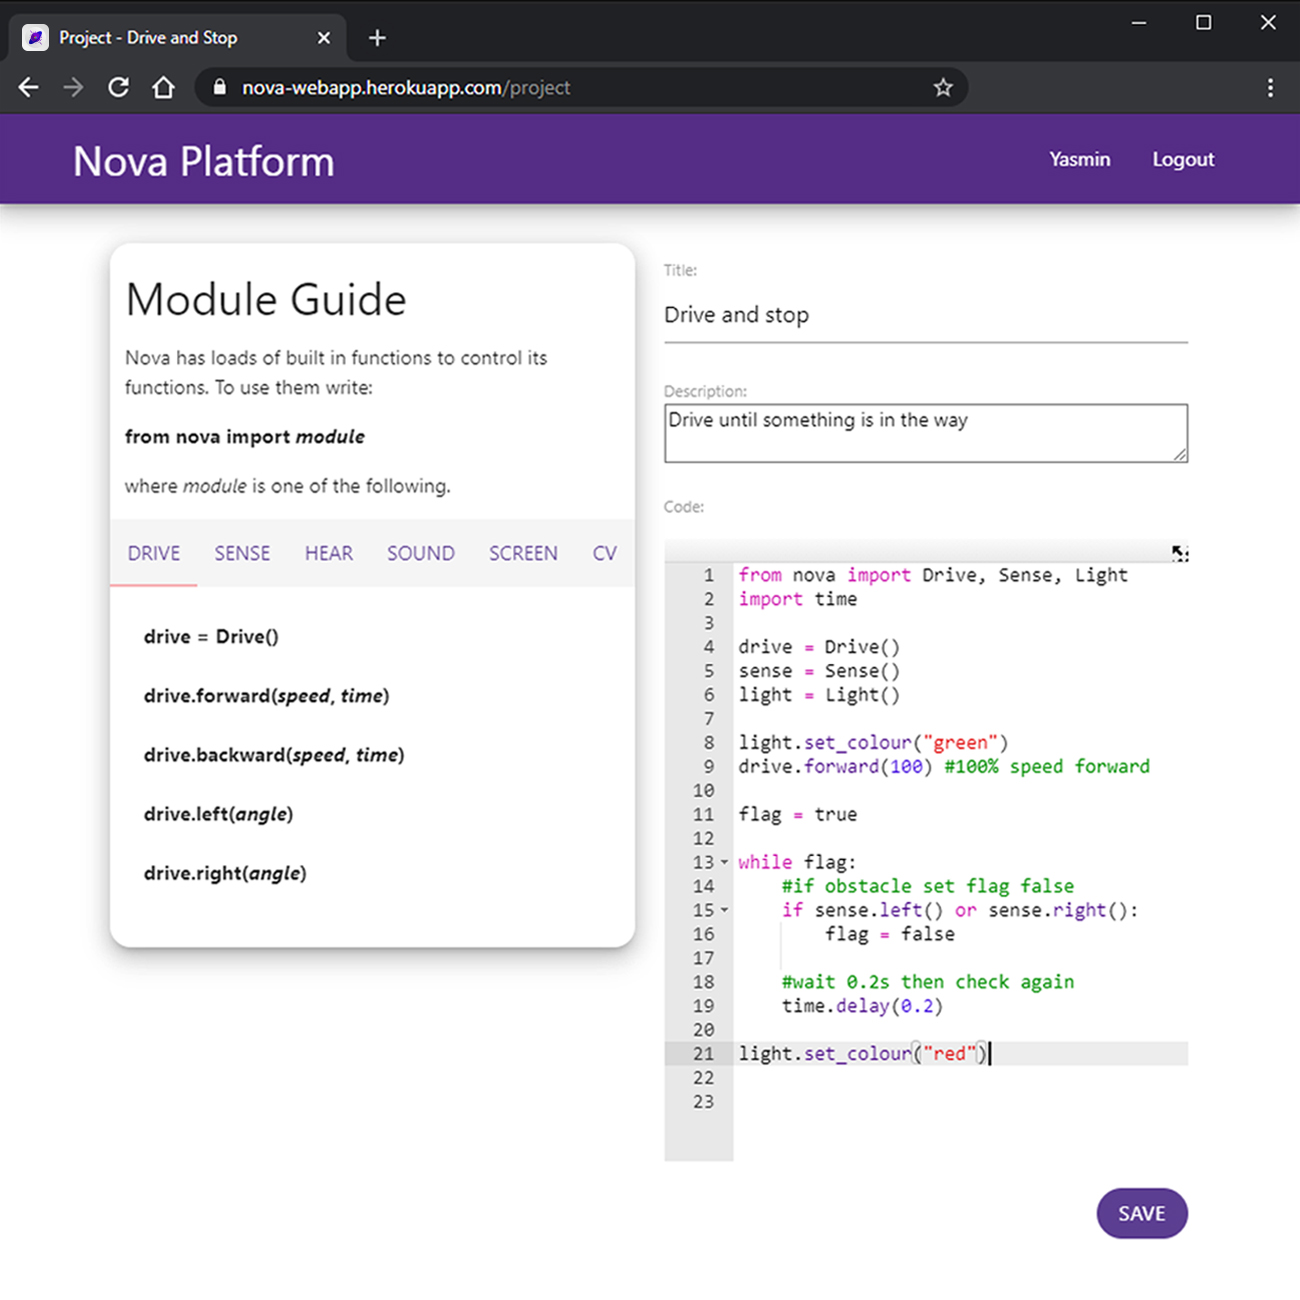 Project - Drive and Stop
nova-webapp.herokuapp.com/project
Nova Platform
Yasmin
Logout
Module Guide
Nova has loads of built in functions to control its
functions. To use them write:
from nova import module
where module is one of the following.
DRIVE SENSE HEAR SOUND SCREEN CV
drive = Drive()
drive.forward(speed, time)
drive.backward(speed, time)
drive.left(angle)
drive.right(angle)
Title:
Drive and stop
Description:
Drive until something is in the way
Code:
1 from nova import Drive, Sense, Light
2 import time
3
4 drive = Drive()
5 sense = Sense()
6 light = Light()
7
8 light.set_colour("green")
9 drive.forward(100) #100% speed forward
10
11 flag = true
12
13 while flag:
14     #if obstacle set flag false
15     if sense.left() or sense.right():
16         flag = false
17
18     #wait 0.2s then check again
19     time.delay(0.2)
20
21 light.set_colour("red")
22
23
SAVE